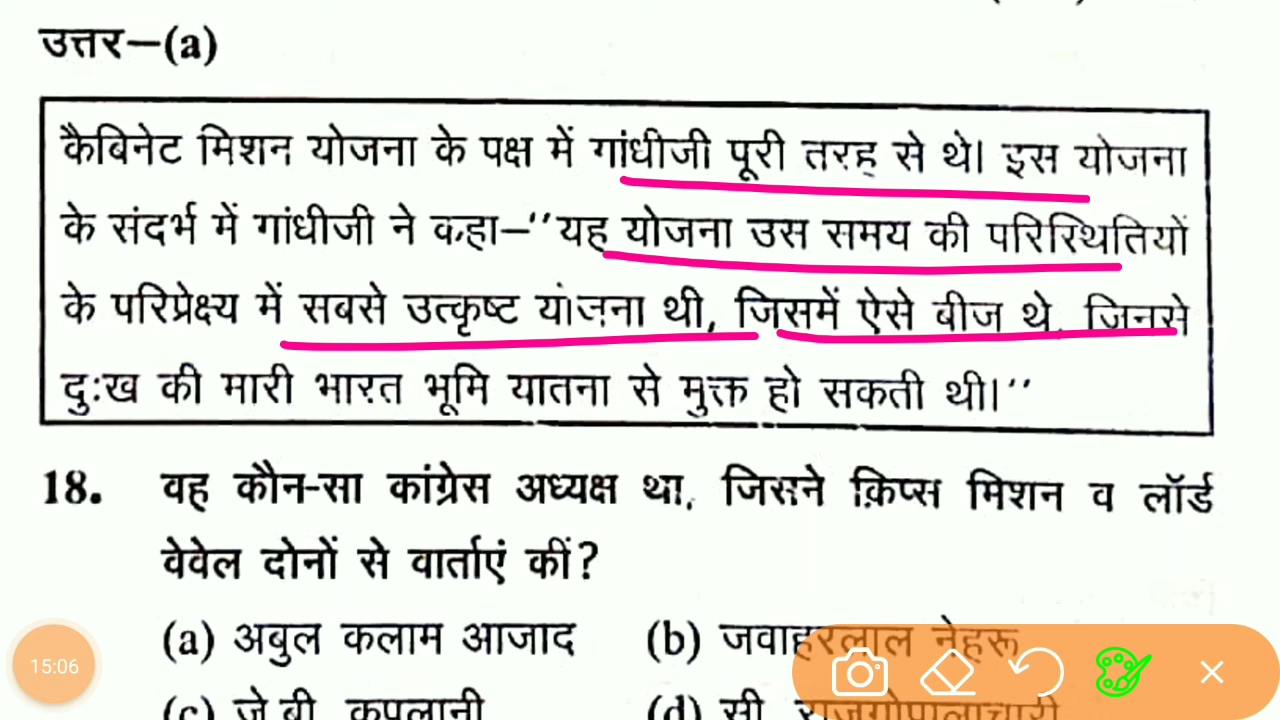 उत्तर–(a)
कैबिनेट मिशन योजना के पक्ष में गांधीजी पूरी तरह से थे। इस योजना
के संदर्भ में गांधीजी ने कहा–''यह योजना उस समय की परिस्थितियों
के परिप्रेक्ष्य में सबसे उत्कृष्ट योजना थी, जिसमें ऐसे बीज थे, जिनसे
दुःख की मारी भारत भूमि यातना से मुक्त हो सकती थी।''
18. वह कौन-सा कांग्रेस अध्यक्ष था, जिसने क्रिप्स मिशन व लॉर्ड
वेवेल दोनों से वार्ताएं कीं?
(a) अबुल कलाम आजाद (b) जवाहरलाल नेहरू
(c) जे.बी. कृपलानी (d) सी. राजगोपालाचारी
15:06